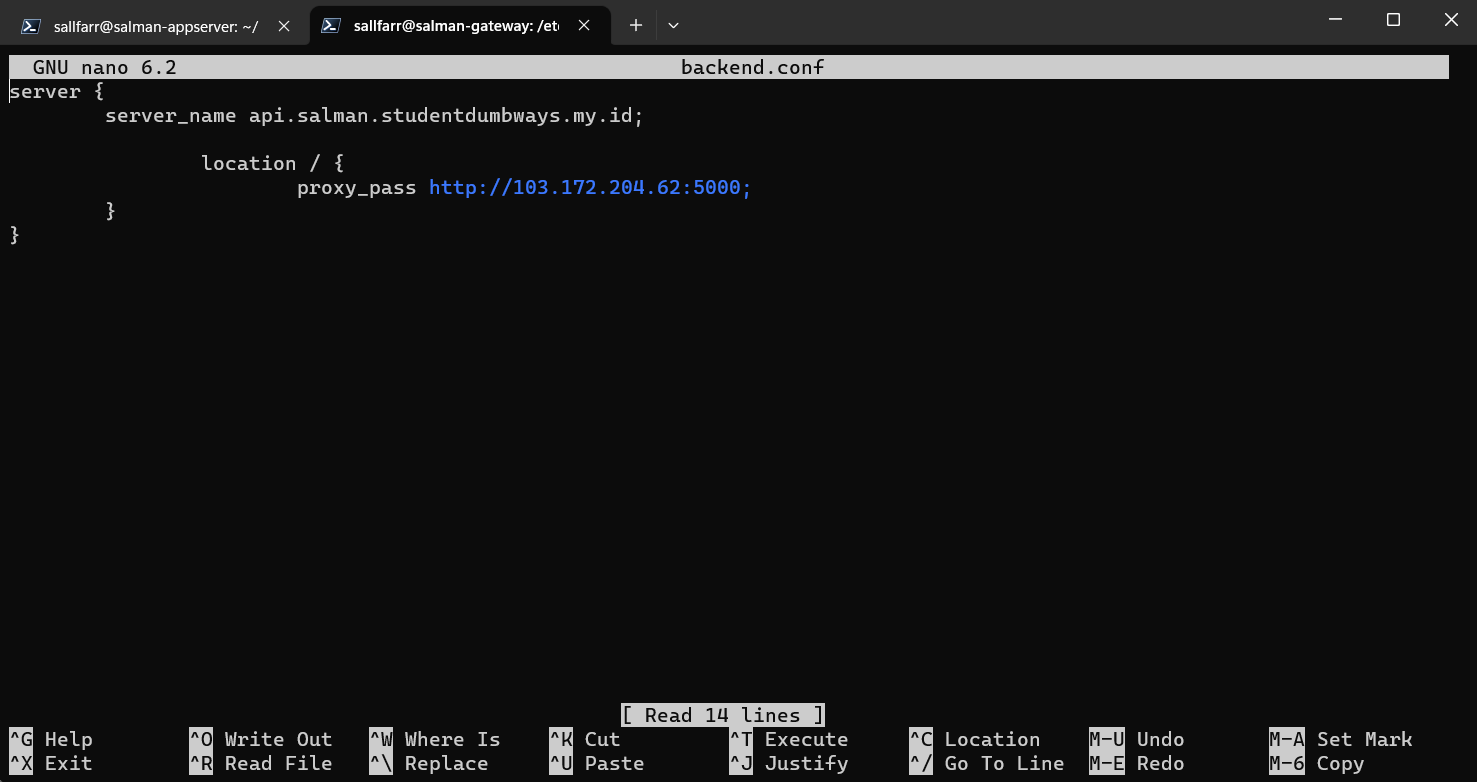 sallfarr@salman-appserver: ~/
sallfarr@salman-gateway: /etc
GNU nano 6.2 backend.conf
server {
        server_name api.salman.studentdumbways.my.id;

                location / {
                        proxy_pass http://103.172.204.62:5000;
        }
}
[ Read 14 lines ]
^G Help ^O Write Out ^W Where Is ^K Cut ^T Execute ^C Location M-U Undo M-A Set Mark
^X Exit ^R Read File ^\ Replace ^U Paste ^J Justify ^/ Go To Line M-E Redo M-6 Copy